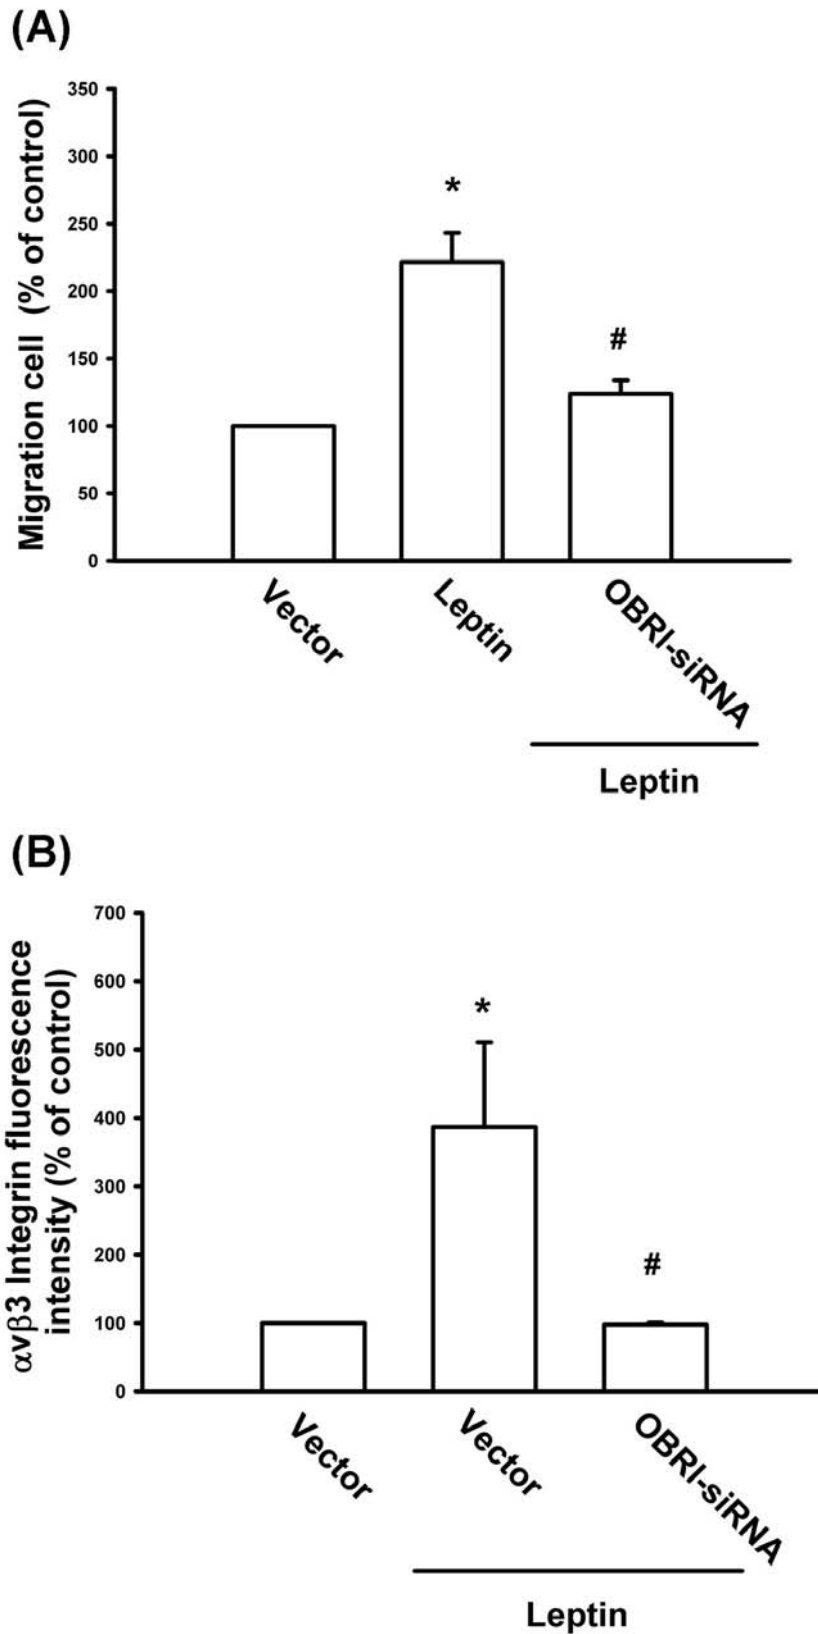 (A)
Migration cell (% of control)
350
300
250
200
150
100
50
0
*
#
Vector
Leptin
OBRl-siRNA
Leptin
(B)
αvβ3 Integrin fluorescence
intensity (% of control)
700
600
500
400
300
200
100
0
*
#
Vector
Vector
OBRl-siRNA
Leptin